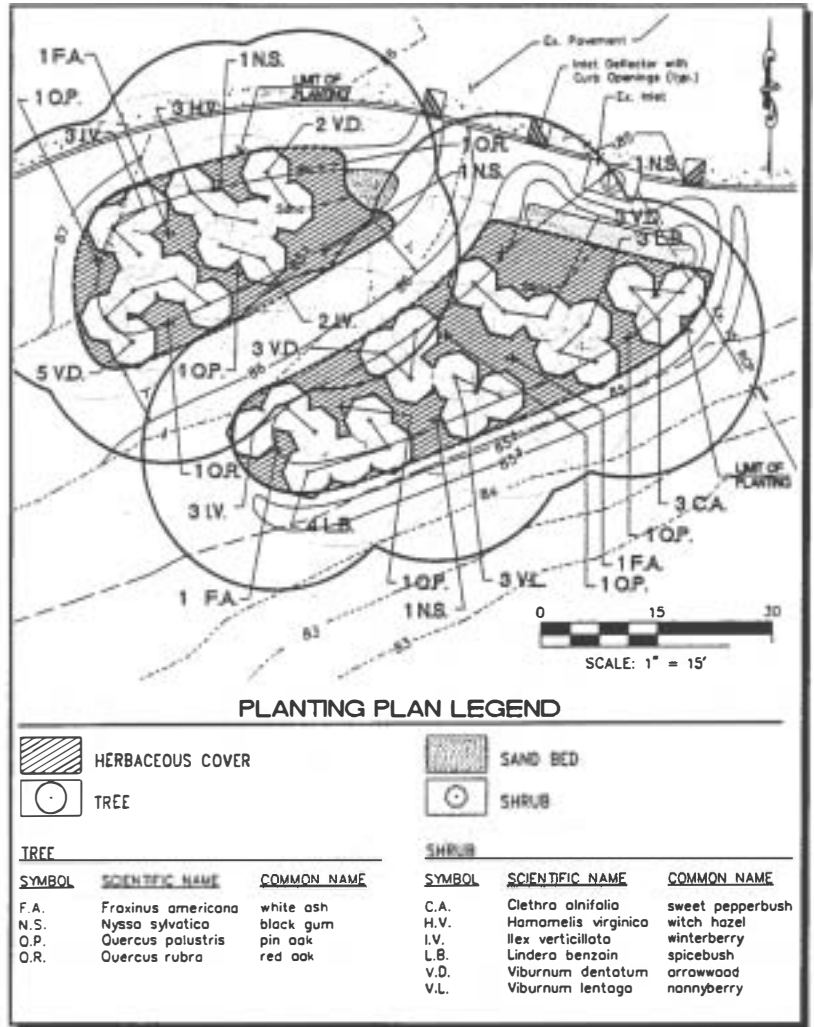 Ex. Pavement
Inlet Deflector with
Curb Openings (typ.)
Ex. Inlet
1 F.A.
1 N.S.
1 O.P.
LIMIT OF
PLANTING
3 H.V.
3 I.V.
2 V.D.
1 O.R.
1 N.S.
1 N.S.
3 V.D.
3 L.B.
87
86
2 I.V.
3 V.D.
5 V.D.
1 O.P.
1 O.R.
85
LIMIT OF
PLANTING
84
3 I.V.
4 L.B.
3 C.A.
1 O.P.
1 F.A.
1 O.P.
3 V.L.
1 O.P.
1 F.A.
1 N.S.
83
83
0 15 30
SCALE: 1" = 15'
PLANTING PLAN LEGEND
HERBACEOUS COVER
SAND BED
TREE
SHRUB
TREE
SYMBOL SCIENTIFIC NAME COMMON NAME
F.A. Fraxinus americana white ash
N.S. Nyssa sylvatica black gum
Q.P. Quercus palustris pin oak
Q.R. Quercus rubra red oak
SHRUB
SYMBOL SCIENTIFIC NAME COMMON NAME
C.A. Clethra alnifolia sweet pepperbush
H.V. Hamamelis virginica witch hazel
I.V. Ilex verticillata winterberry
L.B. Lindera benzoin spicebush
V.D. Viburnum dentatum arrowwood
V.L. Viburnum lentago nannyberry